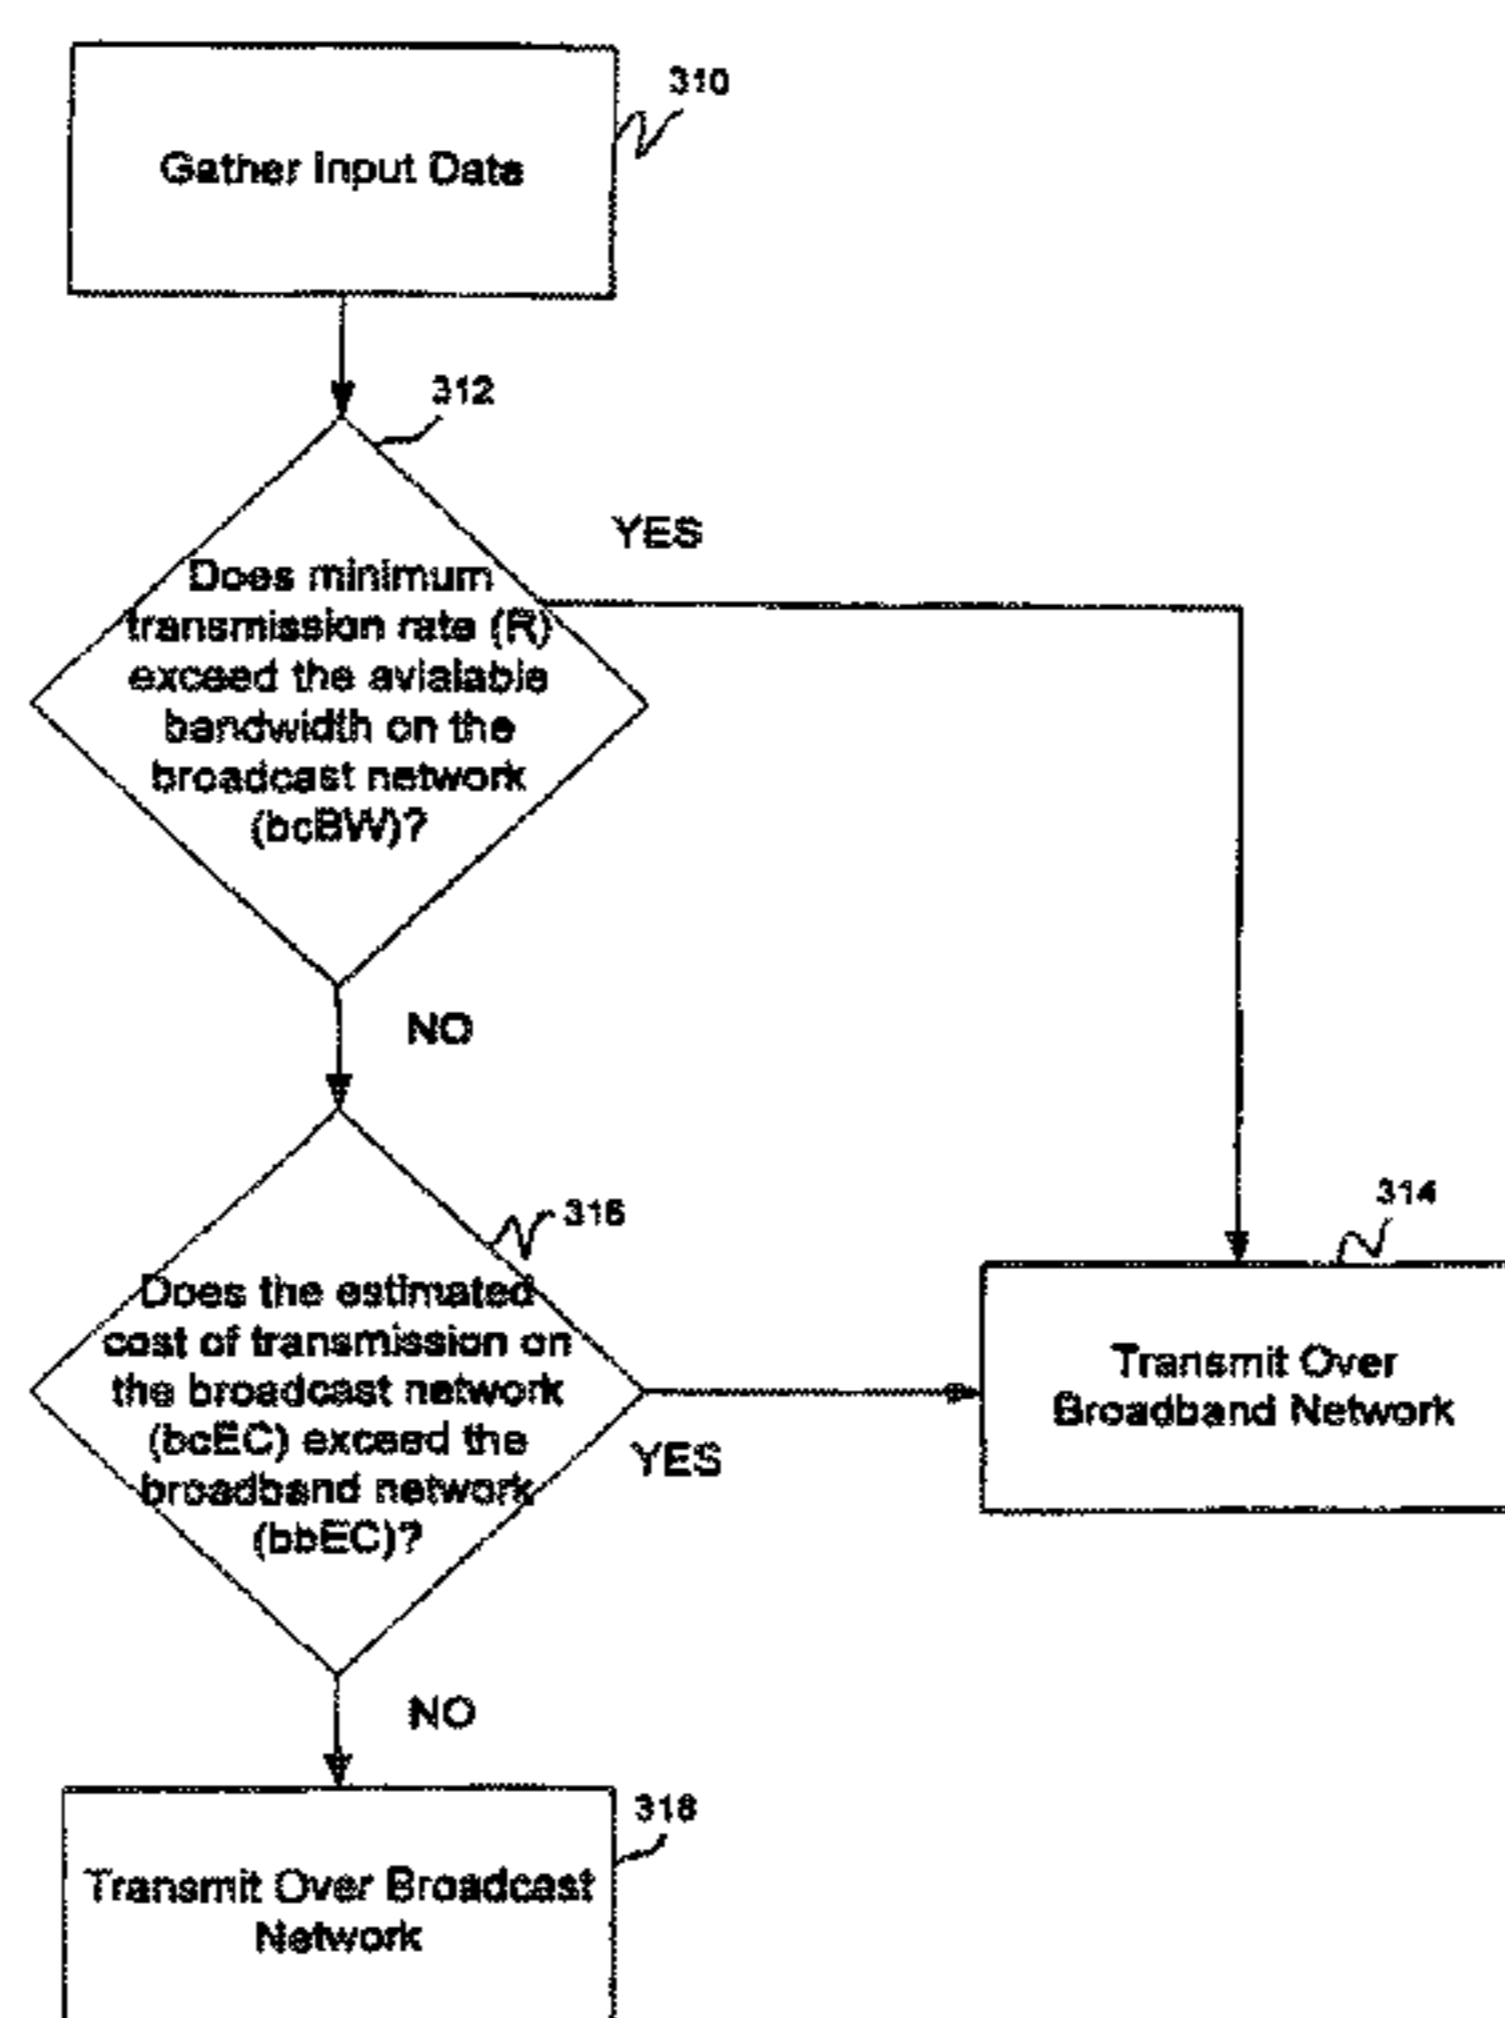 310
Gather Input Data
312
YES
Does minimum
transmission rate (R)
exceed the avialable
bandwidth on the
broadcast network
(bcBW)?
NO
316
314
Does the estimated
cost of transmission on
the broadcast network
(bcEC) exceed the
broadband network
(bbEC)?
YES
Transmit Over
Broadband Network
NO
318
Transmit Over Broadcast
Network